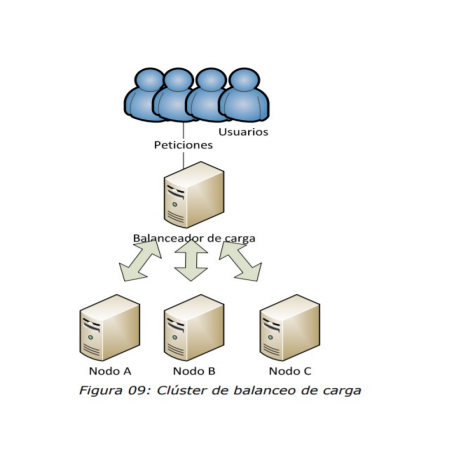 Usuarios
Peticiones
Balanceador de carga
Nodo A
Nodo B
Nodo C
Figura 09: Clúster de balanceo de carga